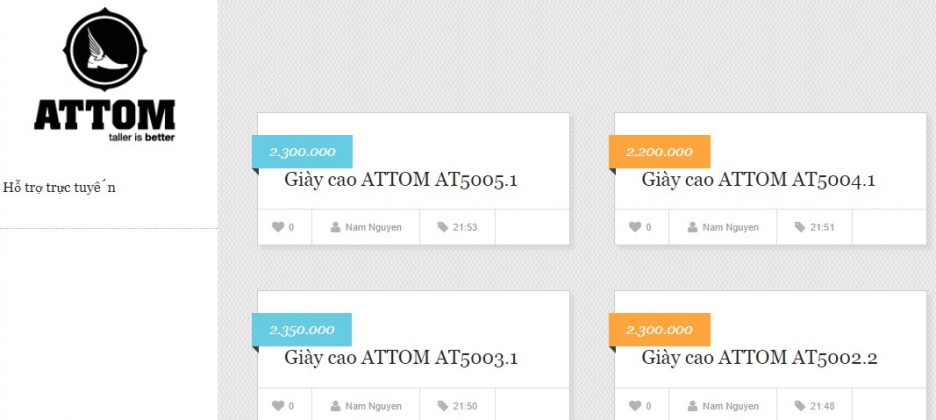 ATTOM
taller is better
Hỗ trợ trực tuyến
2.300.000
Giày cao ATTOM AT5005.1
0 Nam Nguyen 21:53
2.200.000
Giày cao ATTOM AT5004.1
0 Nam Nguyen 21:51
2.350.000
Giày cao ATTOM AT5003.1
0 Nam Nguyen 21:50
2.300.000
Giày cao ATTOM AT5002.2
0 Nam Nguyen 21:48